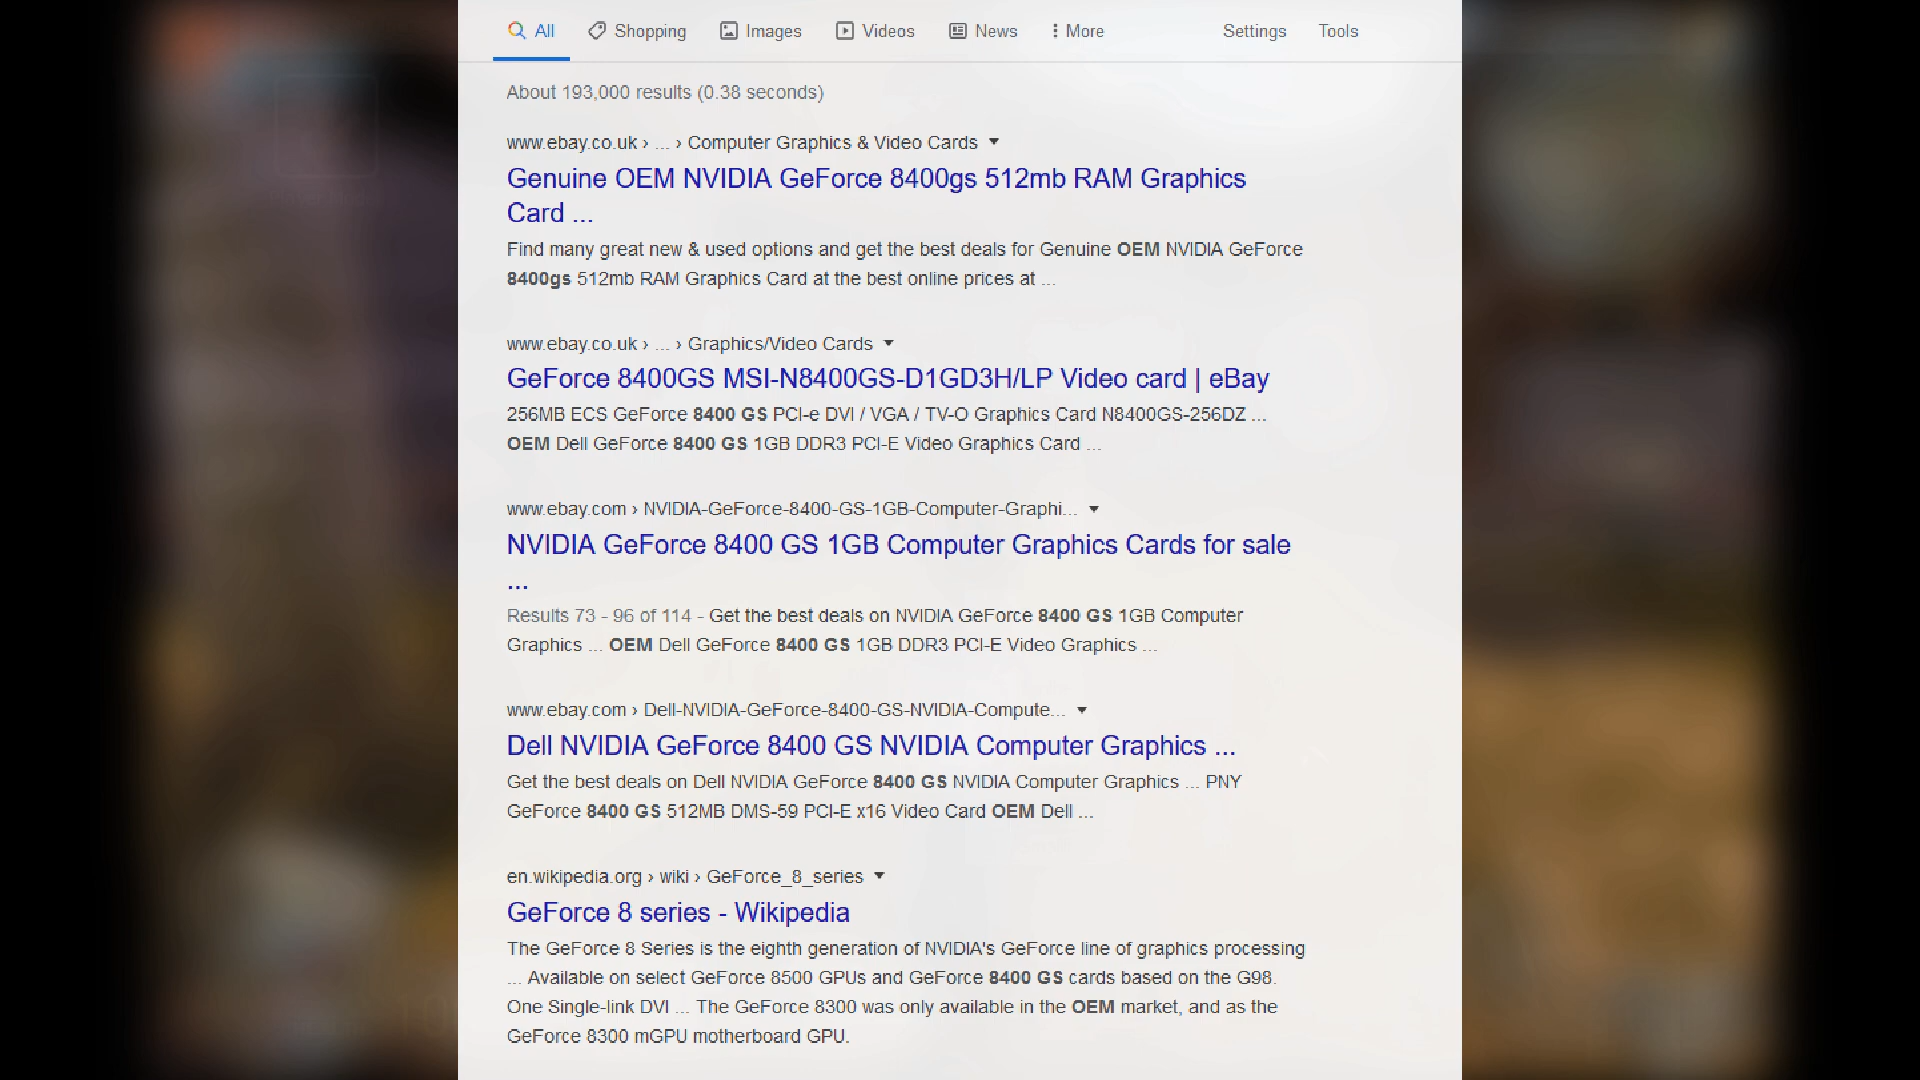 All Shopping Images Videos News More Settings Tools
About 193,000 results (0.38 seconds)
www.ebay.co.uk › ... › Computer Graphics & Video Cards
Genuine OEM NVIDIA GeForce 8400gs 512mb RAM Graphics
Card ...
Find many great new & used options and get the best deals for Genuine OEM NVIDIA GeForce
8400gs 512mb RAM Graphics Card at the best online prices at ...
www.ebay.co.uk › ... › Graphics/Video Cards
GeForce 8400GS MSI-N8400GS-D1GD3H/LP Video card | eBay
256MB ECS GeForce 8400 GS PCI-e DVI / VGA / TV-O Graphics Card N8400GS-256DZ ...
OEM Dell GeForce 8400 GS 1GB DDR3 PCI-E Video Graphics Card ...
www.ebay.com › NVIDIA-GeForce-8400-GS-1GB-Computer-Graphi...
NVIDIA GeForce 8400 GS 1GB Computer Graphics Cards for sale
...
Results 73 - 96 of 114 - Get the best deals on NVIDIA GeForce 8400 GS 1GB Computer
Graphics ... OEM Dell GeForce 8400 GS 1GB DDR3 PCI-E Video Graphics ...
www.ebay.com › Dell-NVIDIA-GeForce-8400-GS-NVIDIA-Compute...
Dell NVIDIA GeForce 8400 GS NVIDIA Computer Graphics ...
Get the best deals on Dell NVIDIA GeForce 8400 GS NVIDIA Computer Graphics ... PNY
GeForce 8400 GS 512MB DMS-59 PCI-E x16 Video Card OEM Dell ...
en.wikipedia.org › wiki › GeForce_8_series
GeForce 8 series - Wikipedia
The GeForce 8 Series is the eighth generation of NVIDIA's GeForce line of graphics processing
... Available on select GeForce 8500 GPUs and GeForce 8400 GS cards based on the G98.
One Single-link DVI ... The GeForce 8300 was only available in the OEM market, and as the
GeForce 8300 mGPU motherboard GPU.